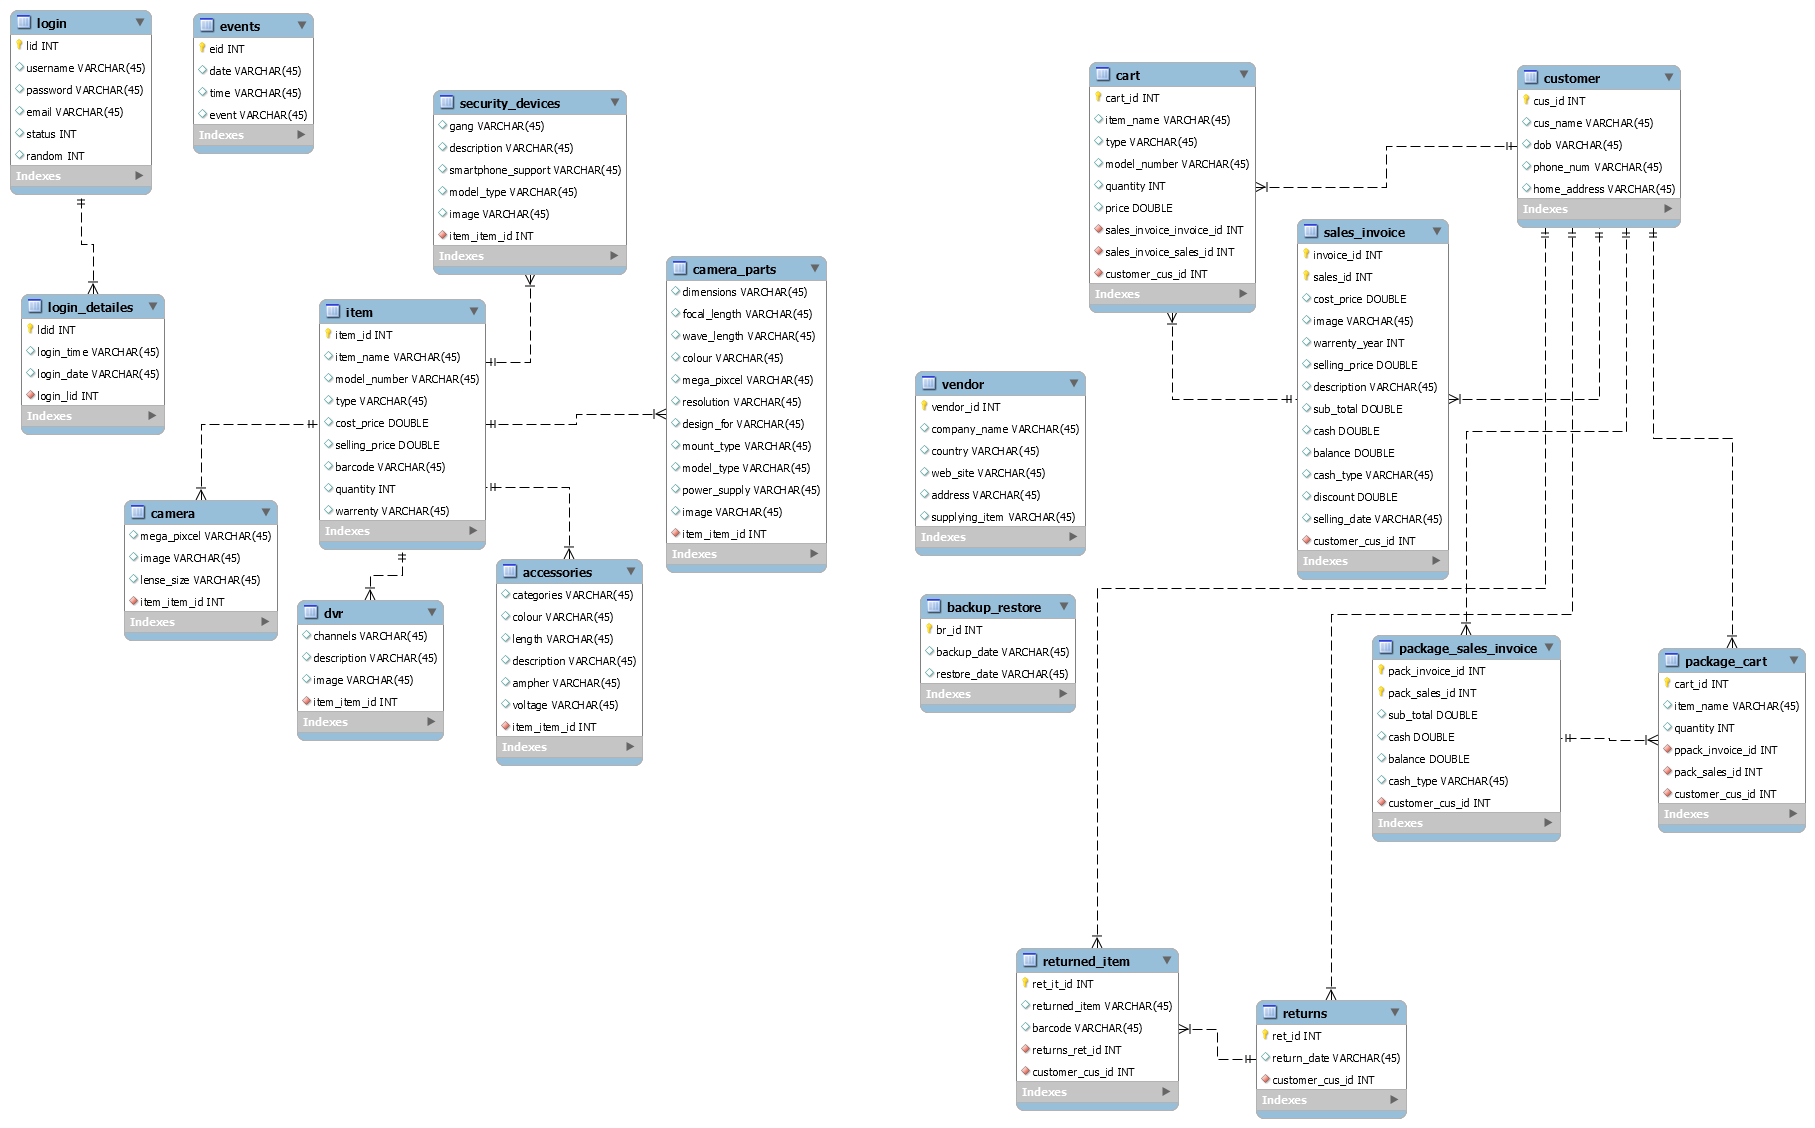 login
lid INT
username VARCHAR(45)
password VARCHAR(45)
email VARCHAR(45)
status INT
random INT
Indexes
events
eid INT
date VARCHAR(45)
time VARCHAR(45)
event VARCHAR(45)
Indexes
security_devices
gang VARCHAR(45)
description VARCHAR(45)
smartphone_support VARCHAR(45)
model_type VARCHAR(45)
image VARCHAR(45)
item_item_id INT
Indexes
login_detailes
ldid INT
login_time VARCHAR(45)
login_date VARCHAR(45)
login_lid INT
Indexes
item
item_id INT
item_name VARCHAR(45)
model_number VARCHAR(45)
type VARCHAR(45)
cost_price DOUBLE
selling_price DOUBLE
barcode VARCHAR(45)
quantity INT
warrenty VARCHAR(45)
Indexes
camera_parts
dimensions VARCHAR(45)
focal_length VARCHAR(45)
wave_length VARCHAR(45)
colour VARCHAR(45)
mega_pixcel VARCHAR(45)
resolution VARCHAR(45)
design_for VARCHAR(45)
mount_type VARCHAR(45)
model_type VARCHAR(45)
power_supply VARCHAR(45)
image VARCHAR(45)
item_item_id INT
Indexes
camera
mega_pixcel VARCHAR(45)
image VARCHAR(45)
lense_size VARCHAR(45)
item_item_id INT
Indexes
dvr
channels VARCHAR(45)
description VARCHAR(45)
image VARCHAR(45)
item_item_id INT
Indexes
accessories
categories VARCHAR(45)
colour VARCHAR(45)
length VARCHAR(45)
description VARCHAR(45)
ampher VARCHAR(45)
voltage VARCHAR(45)
item_item_id INT
Indexes
cart
cart_id INT
item_name VARCHAR(45)
type VARCHAR(45)
model_number VARCHAR(45)
quantity INT
price DOUBLE
sales_invoice_invoice_id INT
sales_invoice_sales_id INT
customer_cus_id INT
Indexes
customer
cus_id INT
cus_name VARCHAR(45)
dob VARCHAR(45)
phone_num VARCHAR(45)
home_address VARCHAR(45)
Indexes
sales_invoice
invoice_id INT
sales_id INT
cost_price DOUBLE
image VARCHAR(45)
warrenty_year INT
selling_price DOUBLE
description VARCHAR(45)
sub_total DOUBLE
cash DOUBLE
balance DOUBLE
cash_type VARCHAR(45)
discount DOUBLE
selling_date VARCHAR(45)
customer_cus_id INT
Indexes
vendor
vendor_id INT
company_name VARCHAR(45)
country VARCHAR(45)
web_site VARCHAR(45)
address VARCHAR(45)
supplying_item VARCHAR(45)
Indexes
backup_restore
br_id INT
backup_date VARCHAR(45)
restore_date VARCHAR(45)
Indexes
package_sales_invoice
pack_invoice_id INT
pack_sales_id INT
sub_total DOUBLE
cash DOUBLE
balance DOUBLE
cash_type VARCHAR(45)
customer_cus_id INT
Indexes
package_cart
cart_id INT
item_name VARCHAR(45)
quantity INT
ppack_invoice_id INT
pack_sales_id INT
customer_cus_id INT
Indexes
returned_item
ret_it_id INT
returned_item VARCHAR(45)
barcode VARCHAR(45)
returns_ret_id INT
customer_cus_id INT
Indexes
returns
ret_id INT
return_date VARCHAR(45)
customer_cus_id INT
Indexes